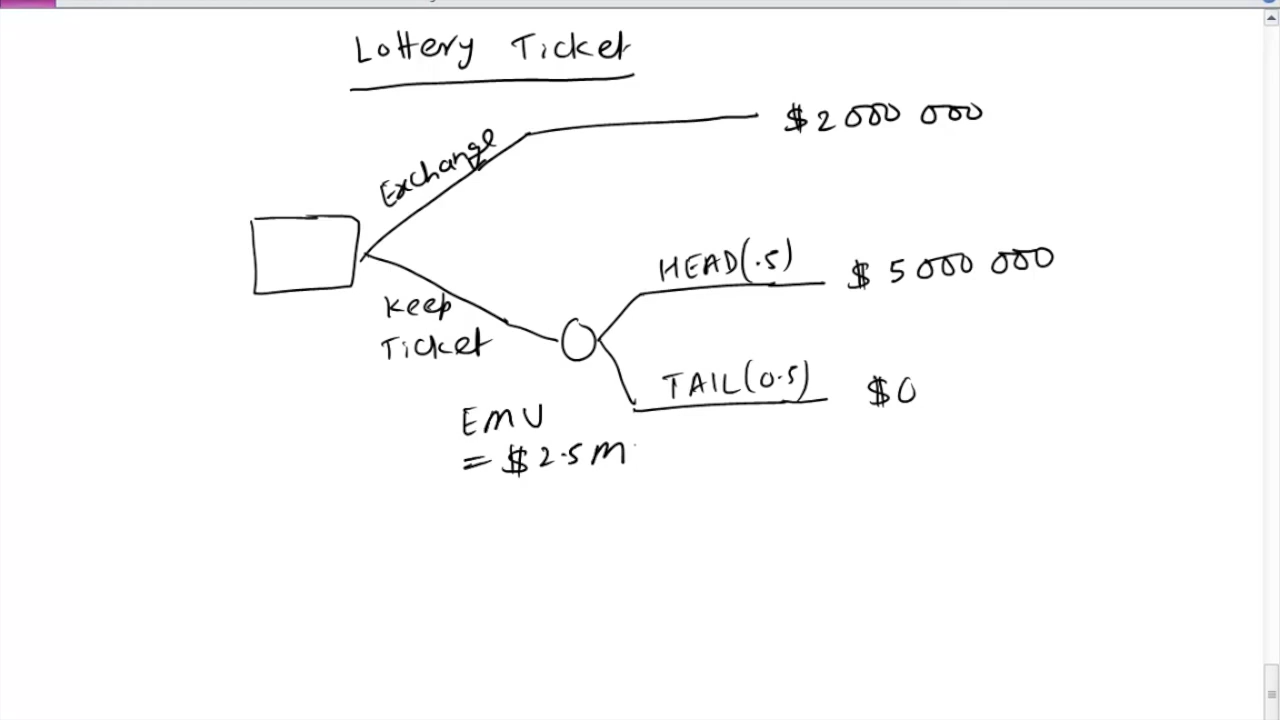 Lottery Ticket
Exchange
$2 000 000
HEAD(.5)
$ 5 000 000
Keep
Ticket
TAIL(0.5)
$0
EMV
= $2.5M